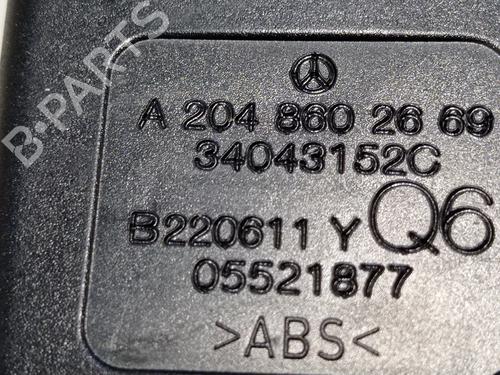 B-PARTS
A 204 860 26 69
34043152C
B220611 Y Q6
05521877
>ABS<